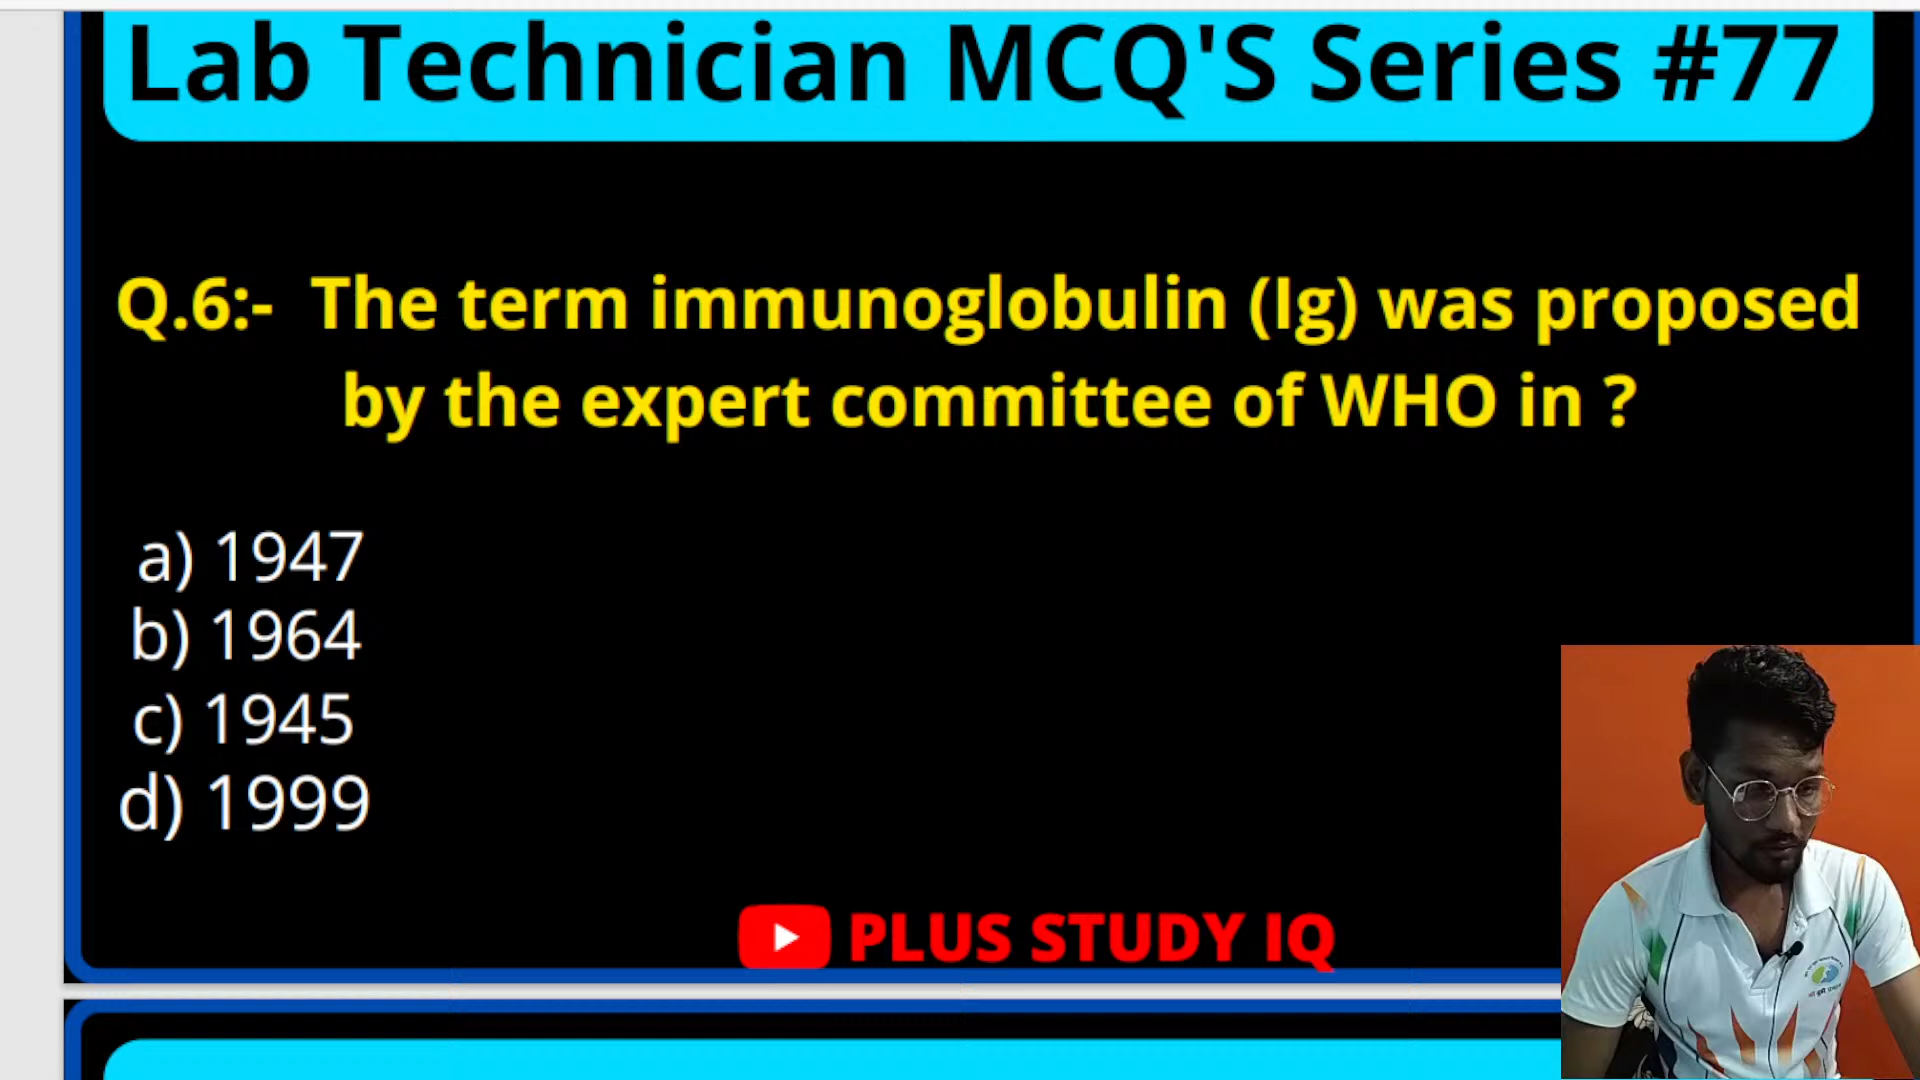 Lab Technician MCQ'S Series #77
Q.6:- The term immunoglobulin (Ig) was proposed
by the expert committee of WHO in ?
a) 1947
b) 1964
c) 1945
d) 1999
PLUS STUDY IQ